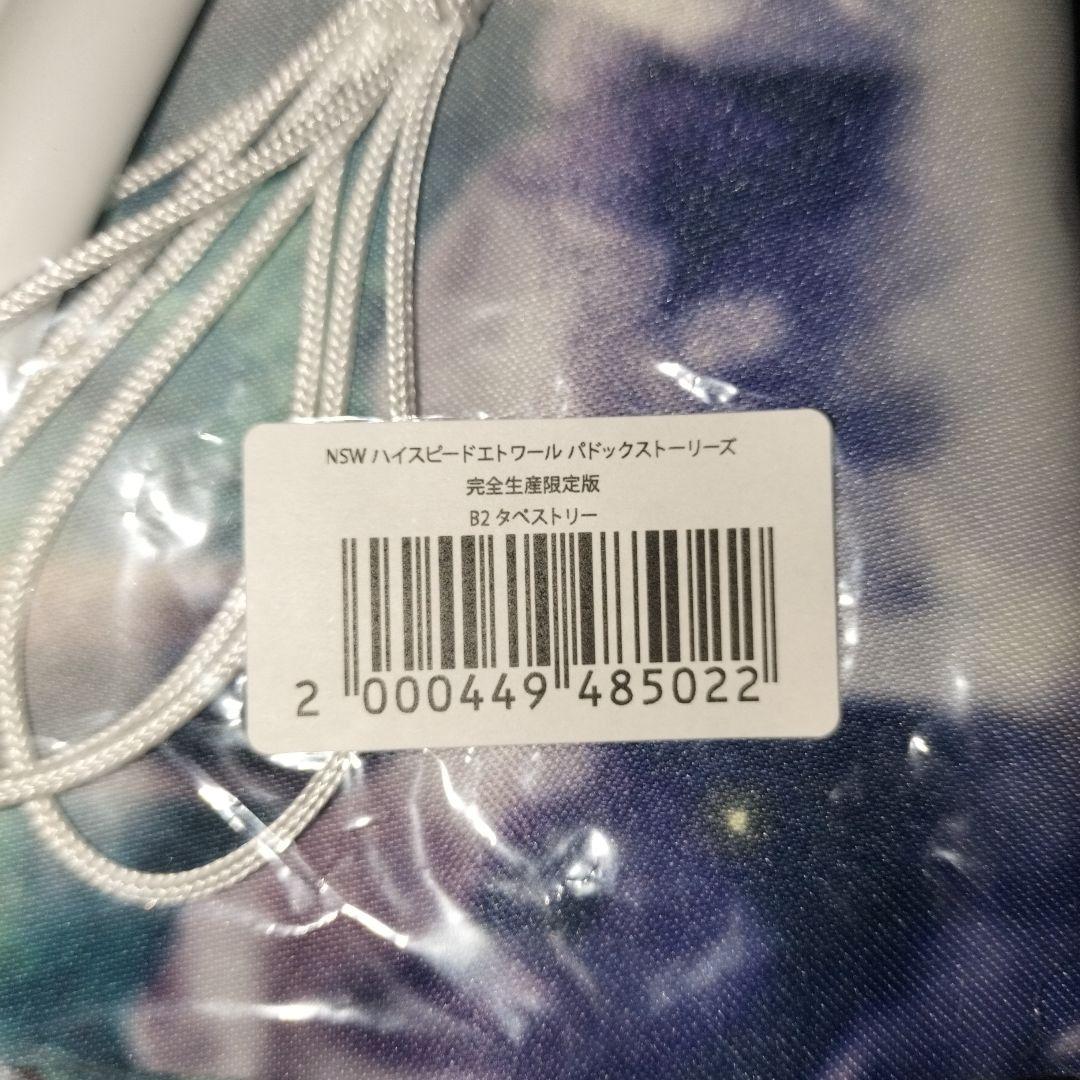 NSW ハイスピードエトワール パドックストーリーズ
完全生産限定版
B2 タペストリー
2 000449 485022